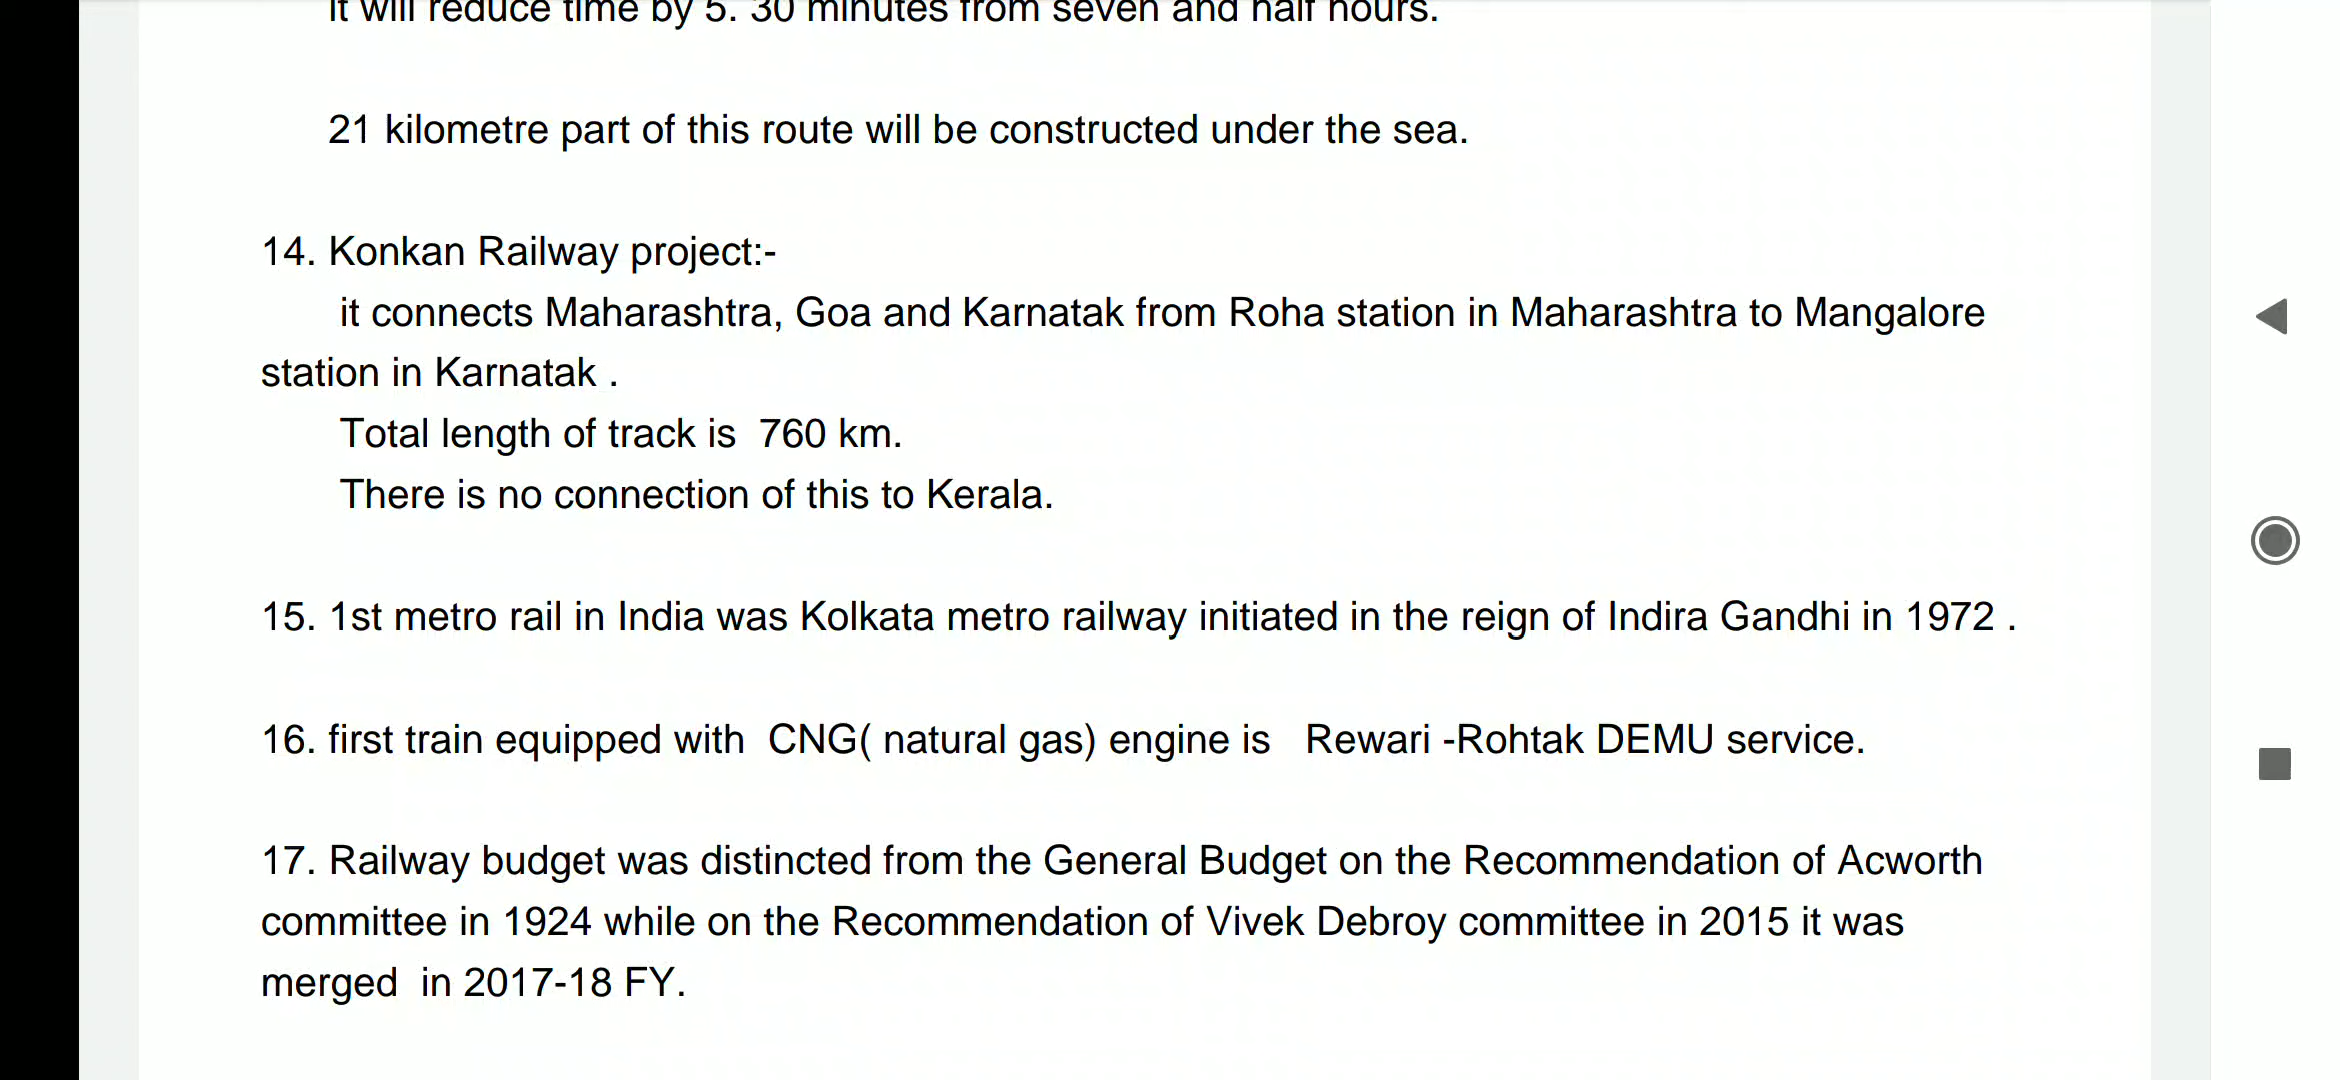 it will reduce time by 5. 30 minutes from seven and half hours.
21 kilometre part of this route will be constructed under the sea.
14. Konkan Railway project:-
it connects Maharashtra, Goa and Karnatak from Roha station in Maharashtra to Mangalore
station in Karnatak .
Total length of track is  760 km.
There is no connection of this to Kerala.
15. 1st metro rail in India was Kolkata metro railway initiated in the reign of Indira Gandhi in 1972 .
16. first train equipped with  CNG( natural gas) engine is   Rewari -Rohtak DEMU service.
17. Railway budget was distincted from the General Budget on the Recommendation of Acworth
committee in 1924 while on the Recommendation of Vivek Debroy committee in 2015 it was
merged  in 2017-18 FY.